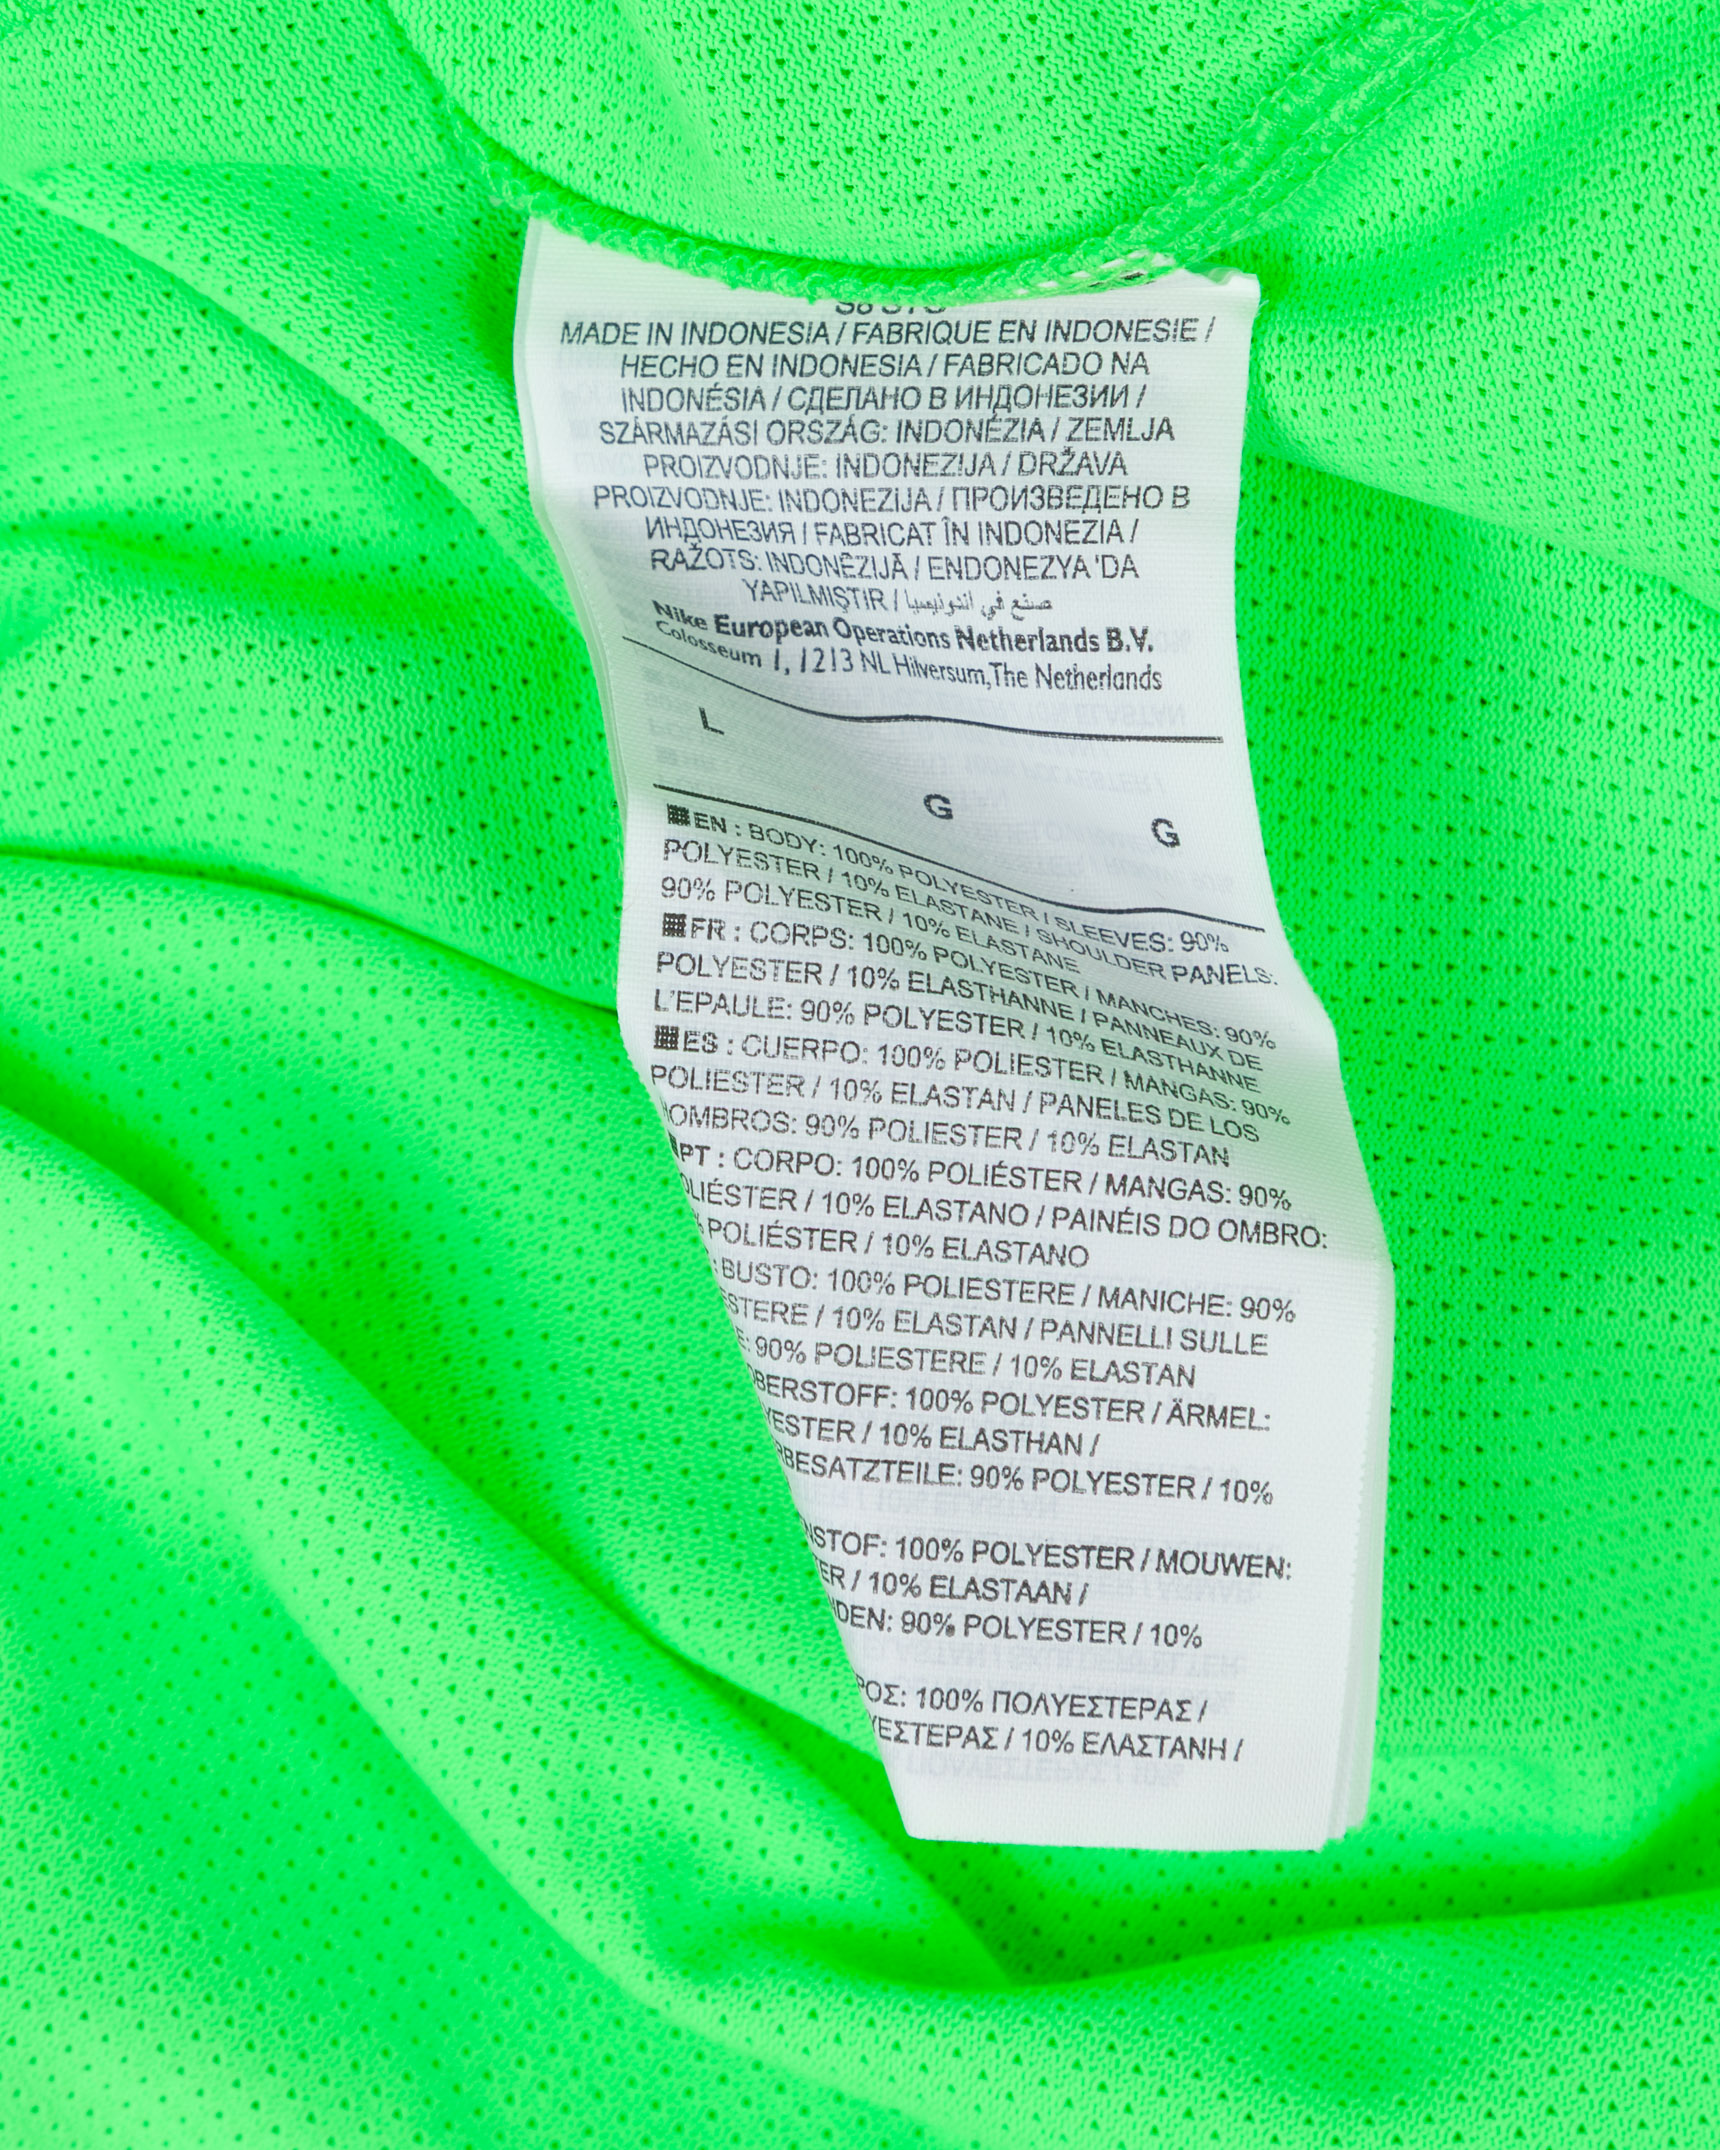 MADE IN INDONESIA / FABRIQUE EN INDONESIE /
HECHO EN INDONESIA / FABRICADO NA
INDONÉSIA / СДЕЛАНО В ИНДОНЕЗИИ /
SZÁRMAZÁSI ORSZÁG: INDONÉZIA / ZEMLJA
PROIZVODNJE: INDONEZIJA / DRŽAVA
PROIZVODNJE: INDONEZIJA / ПРОИЗВЕДЕНО В
ИНДОНЕЗИЯ / FABRICAT ÎN INDONEZIA /
RAŽOTS: INDONĒZIJĀ / ENDONEZYA 'DA
YAPILMIŞTIR / صنع في اندونيسيا
Nike European Operations Netherlands B.V.
Colosseum 1, 1213 NL Hilversum, The Netherlands
L G G
EN : BODY: 100% POLYESTER / SLEEVES: 90%
POLYESTER / 10% ELASTANE / SHOULDER PANELS:
90% POLYESTER / 10% ELASTANE
FR : CORPS: 100% POLYESTER / MANCHES: 90%
POLYESTER / 10% ELASTHANNE / PANNEAUX DE
L'EPAULE: 90% POLYESTER / 10% ELASTHANNE
ES : CUERPO: 100% POLIESTER / MANGAS: 90%
POLIESTER / 10% ELASTAN / PANELES DE LOS
HOMBROS: 90% POLIESTER / 10% ELASTAN
PT : CORPO: 100% POLIÉSTER / MANGAS: 90%
OLIÉSTER / 10% ELASTANO / PAINÉIS DO OMBRO:
% POLIÉSTER / 10% ELASTANO
: BUSTO: 100% POLIESTERE / MANICHE: 90%
ESTERE / 10% ELASTAN / PANNELLI SULLE
E: 90% POLIESTERE / 10% ELASTAN
OBERSTOFF: 100% POLYESTER / ÄRMEL:
YESTER / 10% ELASTHAN /
RBESATZTEILE: 90% POLYESTER / 10%
NSTOF: 100% POLYESTER / MOUWEN:
ER / 10% ELASTAAN /
DEN: 90% POLYESTER / 10%
ΡΟΣ: 100% ΠΟΛΥΕΣΤΕΡΑΣ /
ΥΕΣΤΕΡΑΣ / 10% ΕΛΑΣΤΑΝΗ /